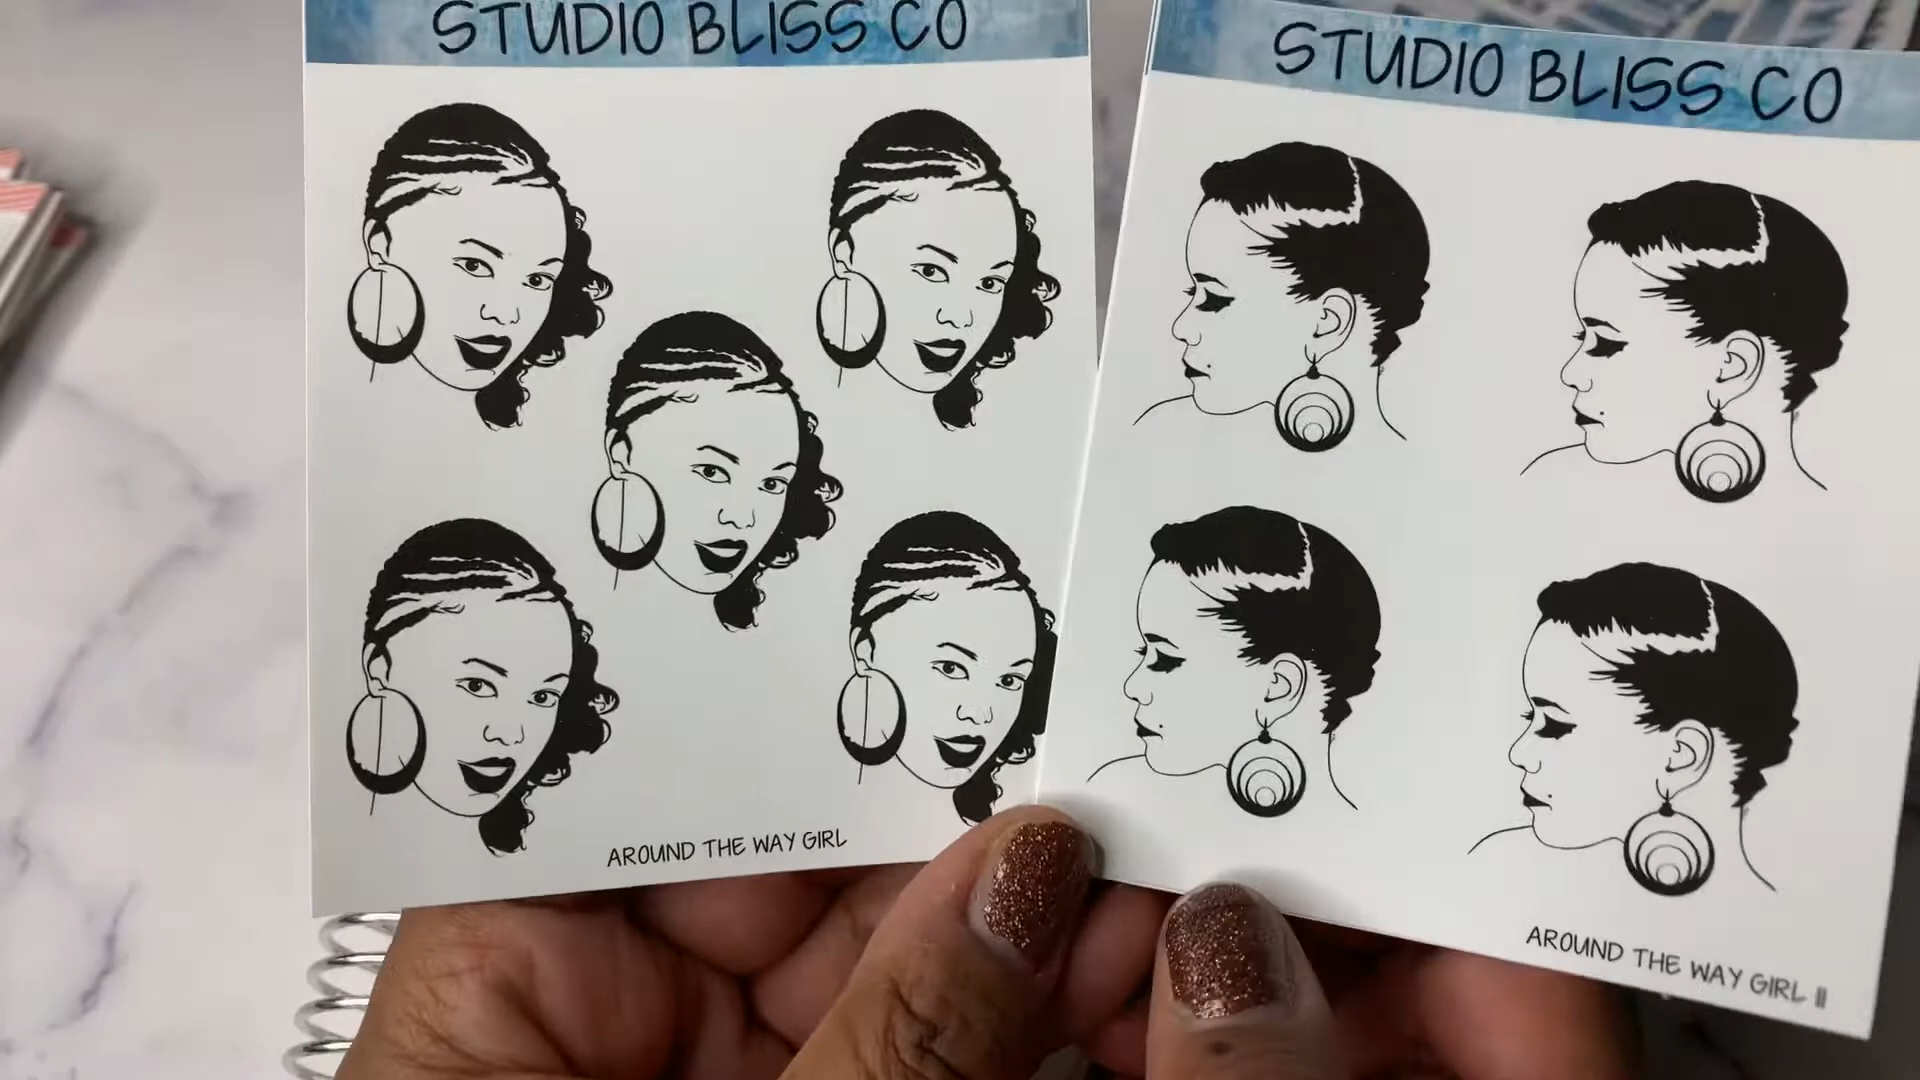 STUDIO BLISS CO
AROUND THE WAY GIRL
STUDIO BLISS CO
AROUND THE WAY GIRL II